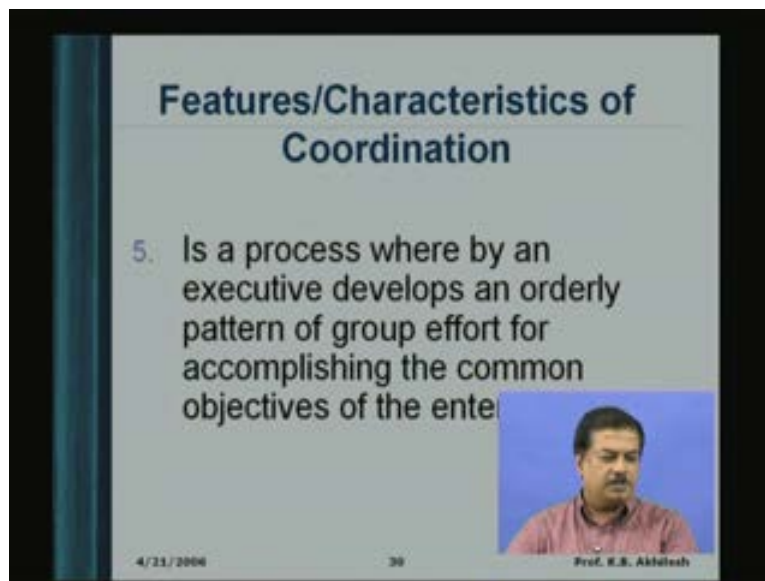 Features/Characteristics of
Coordination
5. Is a process where by an
executive develops an orderly
pattern of group effort for
accomplishing the common
objectives of the
4/21/2006 30 Prof. K.B. Akhilesh